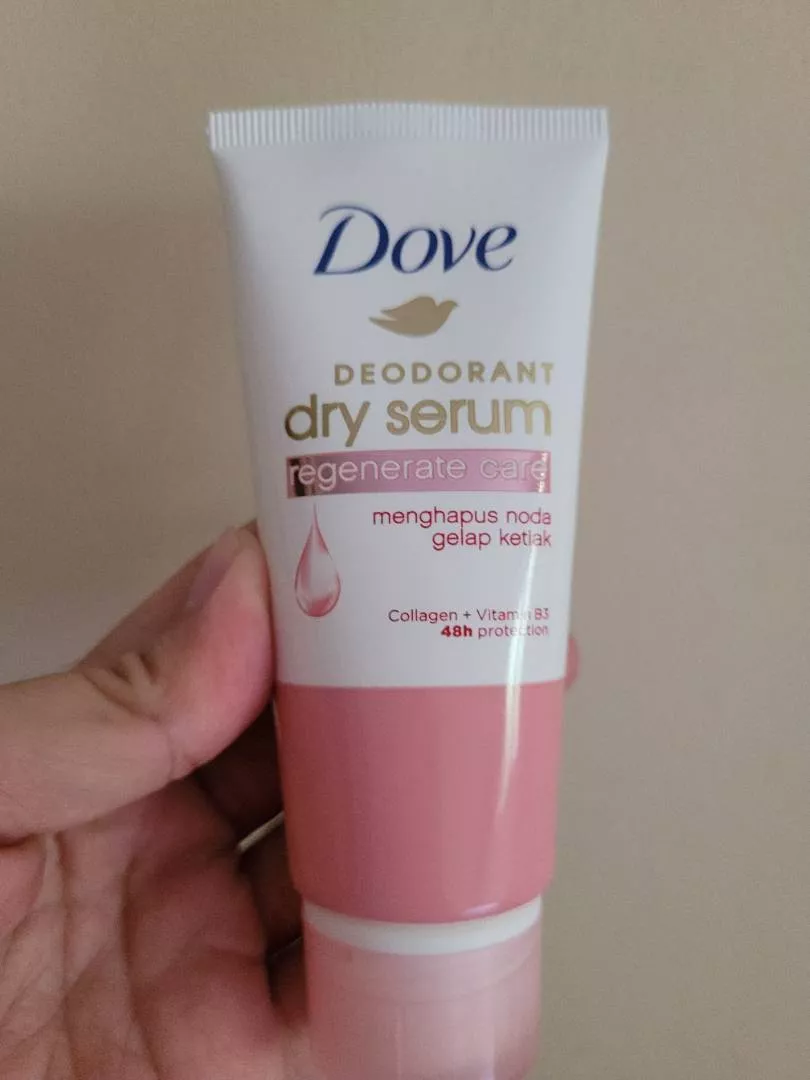 Dove
DEODORANT
dry serum
regenerate care
menghapus noda
gelap ketiak
Collagen + Vitamin B3
48h protection